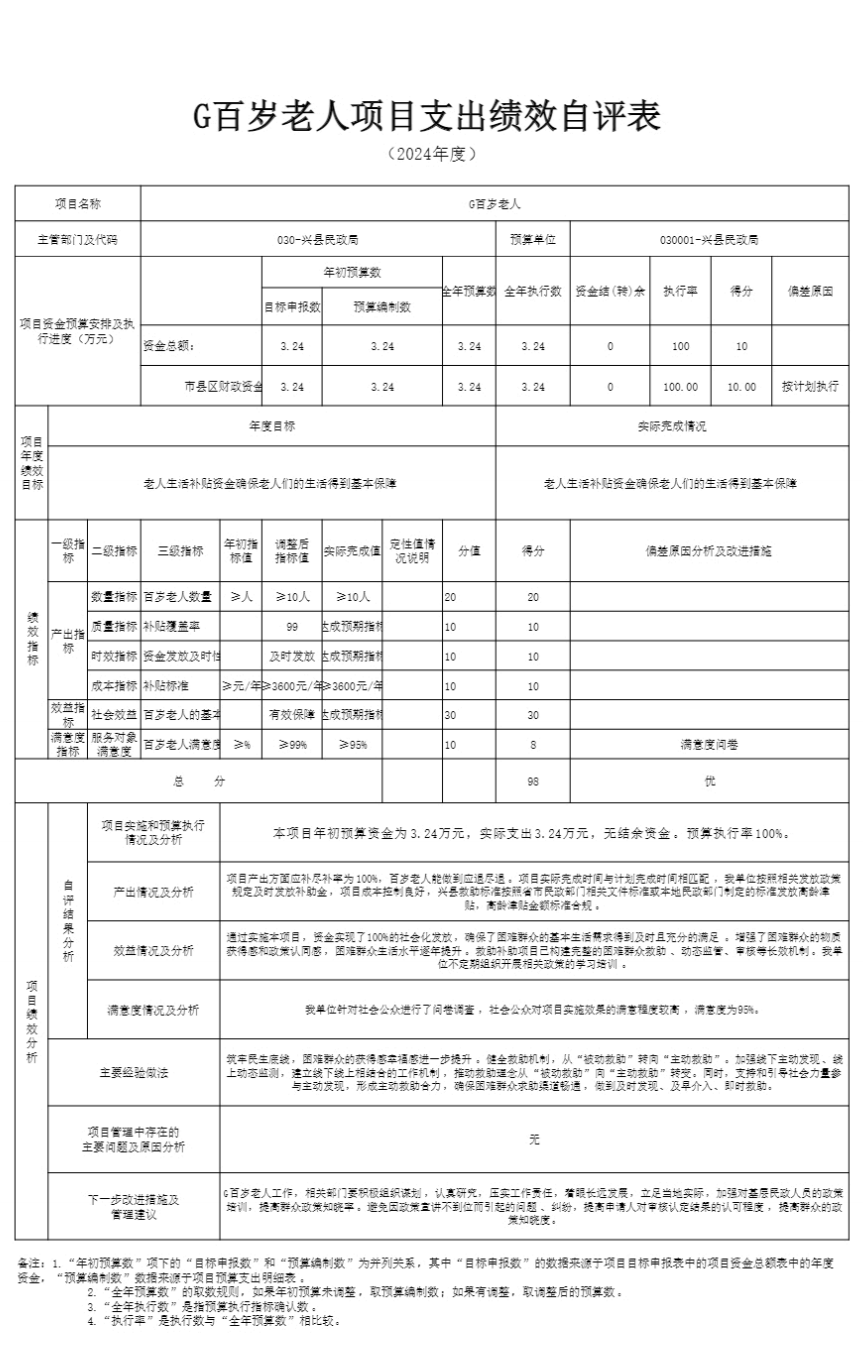 G百岁老人项目支出绩效自评表
（2024年度）
项目名称 G百岁老人
主管部门及代码 030-兴县民政局 预算单位 030001-兴县民政局
项目资金预算安排及执
行进度（万元）
年初预算数 全年预算数 全年执行数 资金结(转)余 执行率 得分 偏差原因
目标申报数 预算编制数
资金总额： 3.24 3.24 3.24 3.24 0 100 10
市县区财政资金 3.24 3.24 3.24 3.24 0 100.00 10.00 按计划执行
项目
年度
绩效
目标
年度目标 实际完成情况
老人生活补贴资金确保老人们的生活得到基本保障 老人生活补贴资金确保老人们的生活得到基本保障
绩
效
指
标
一级指
标
二级指标 三级指标
年初指
标值
调整后
指标值
实际完成值
定性值情
况说明
分值 得分 偏差原因分析及改进措施
产出指
标
数量指标 百岁老人数量 ≥人 ≥10人 ≥10人 20 20
质量指标 补贴覆盖率 99 达成预期指标 10 10
时效指标 资金发放及时性 及时发放 达成预期指标 10 10
成本指标 补贴标准 ≥元/年 ≥3600元/年 ≥3600元/年 10 10
效益指
标
社会效益 百岁老人的基本 有效保障 达成预期指标 30 30
满意度
指标
服务对象
满意度
百岁老人满意度 ≥% ≥99% ≥95% 10 8 满意度问卷
总 分 98 优
项
目
绩
效
分
析
自
评
结
果
分
析
项目实施和预算执行
情况及分析
本项目年初预算资金为3.24万元，实际支出3.24万元，无结余资金。预算执行率100%。
产出情况及分析
项目产出方面应补尽补率为100%，百岁老人能做到应退尽退。项目实际完成时间与计划完成时间相匹配，我单位按照相关发放政策
规定及时发放补助金，项目成本控制良好，兴县救助标准按照省市民政部门相关文件标准或本地民政部门制定的标准发放高龄津
贴，高龄津贴金额标准合规。
效益情况及分析
通过实施本项目，资金实现了100%的社会化发放，确保了困难群众的基本生活需求得到及时且充分的满足。增强了困难群众的物质
获得感和政策认同感，困难群众生活水平逐年提升。救助补助项目已构建完整的困难群众救助、动态监管、审核等长效机制。我单
位不定期组织开展相关政策的学习培训。
满意度情况及分析
我单位针对社会公众进行了问卷调查，社会公众对项目实施效果的满意程度较高，满意度为95%。
主要经验做法
筑牢民生底线，困难群众的获得感幸福感进一步提升。健全救助机制，从“被动救助”转向“主动救助”。加强线下主动发现、线
上动态监测，建立线下线上相结合的工作机制，推动救助理念从“被动救助”向“主动救助”转变。同时，支持和引导社会力量参
与主动发现，形成主动救助合力，确保困难群众求助渠道畅通，做到及时发现、及早介入、即时救助。
项目管理中存在的
主要问题及原因分析
无
下一步改进措施及
管理建议
G百岁老人工作，相关部门要积极组织谋划，认真研究，压实工作责任，着眼长远发展，立足当地实际，加强对基层民政人员的政策
培训，提高群众政策知晓率。避免因政策宣讲不到位而引起的问题、纠纷，提高申请人对审核认定结果的认可程度，提高群众的政
策知晓度。
备注：1.“年初预算数”项下的“目标申报数”和“预算编制数”为并列关系，其中“目标申报数”的数据来源于项目目标申报表中的项目资金总额表中的年度
资金，“预算编制数”数据来源于项目预算支出明细表。
2.“全年预算数”的取数规则，如果年初预算未调整，取预算编制数；如果有调整，取调整后的预算数。
3.“全年执行数”是指预算执行指标确认数。
4.“执行率”是执行数与“全年预算数”相比较。